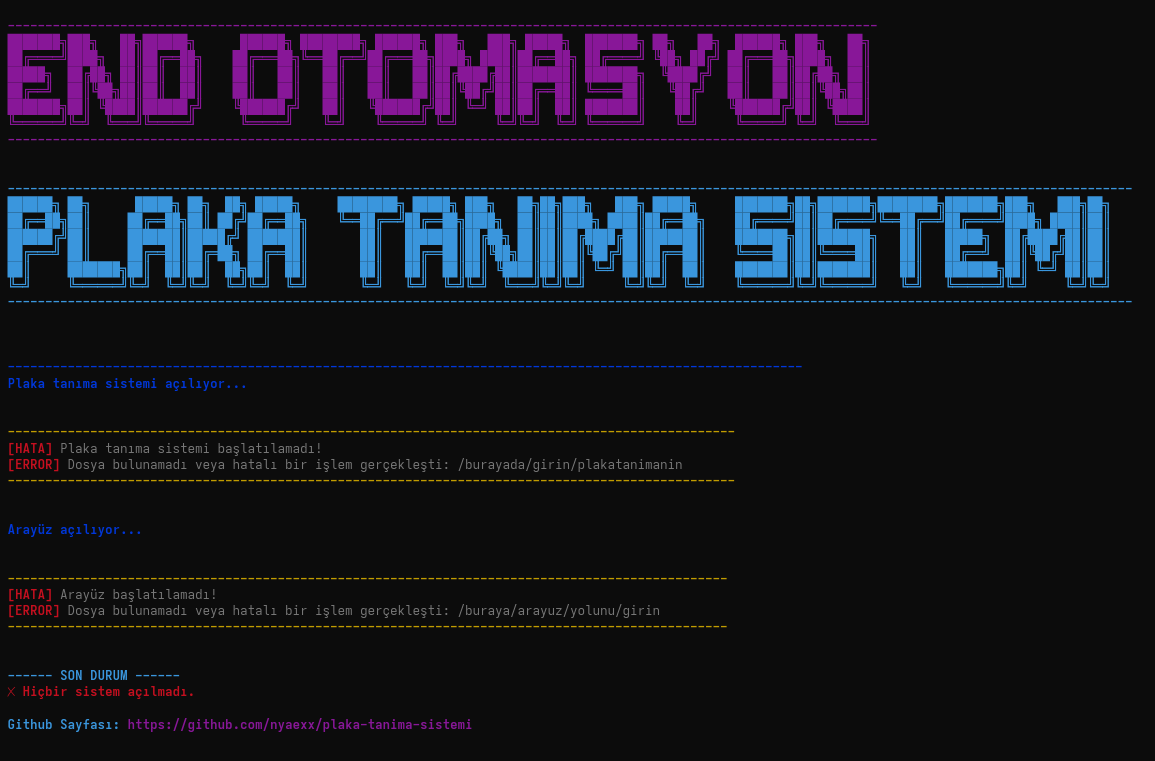 END OTOMASYON
PLAKA TANIMA SISTEMI
Plaka tanıma sistemi açılıyor...
[HATA] Plaka tanıma sistemi başlatılamadı!
[ERROR] Dosya bulunamadı veya hatalı bir işlem gerçekleşti: /burayada/girin/plakatanimanin
Arayüz açılıyor...
[HATA] Arayüz başlatılamadı!
[ERROR] Dosya bulunamadı veya hatalı bir işlem gerçekleşti: /buraya/arayuz/yolunu/girin
------ SON DURUM ------
╳ Hiçbir sistem açılmadı.
Github Sayfası: https://github.com/nyaexx/plaka-tanima-sistemi